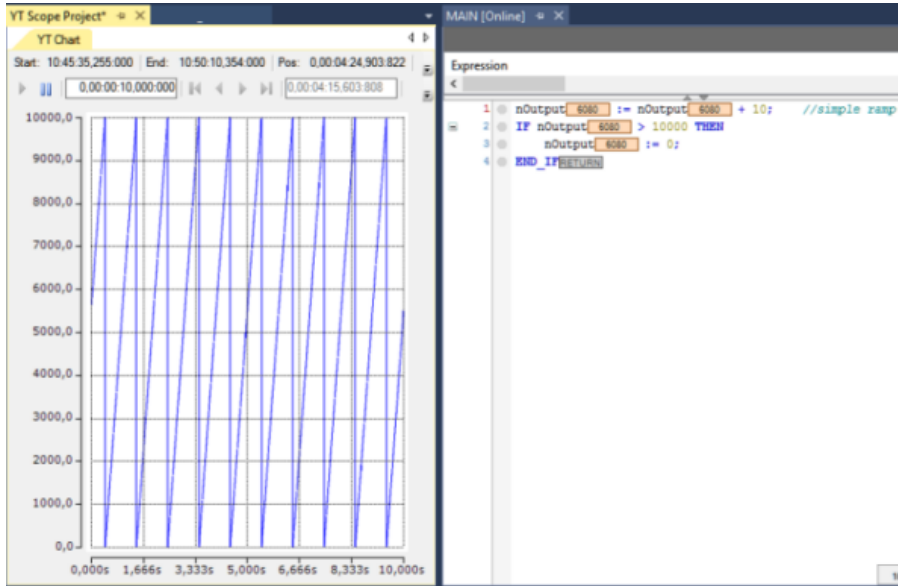 YT Scope Project*
YT Chart
Start: 10:45:35,255:000 End: 10:50:10,354:000 Pos: 0,00:04:24,903:822
0,00:00:10,000:000 0,00:04:15,603:808
10000,0
9000,0
8000,0
7000,0
6000,0
5000,0
4000,0
3000,0
2000,0
1000,0
0,0
0,000s 1,666s 3,333s 5,000s 6,666s 8,333s 10,000s
MAIN [Online]
Expression
1 nOutput 6080 := nOutput 6080 + 10; //simple ramp
2 IF nOutput 6080 > 10000 THEN
3 nOutput 6080 := 0;
4 END_IF RETURN